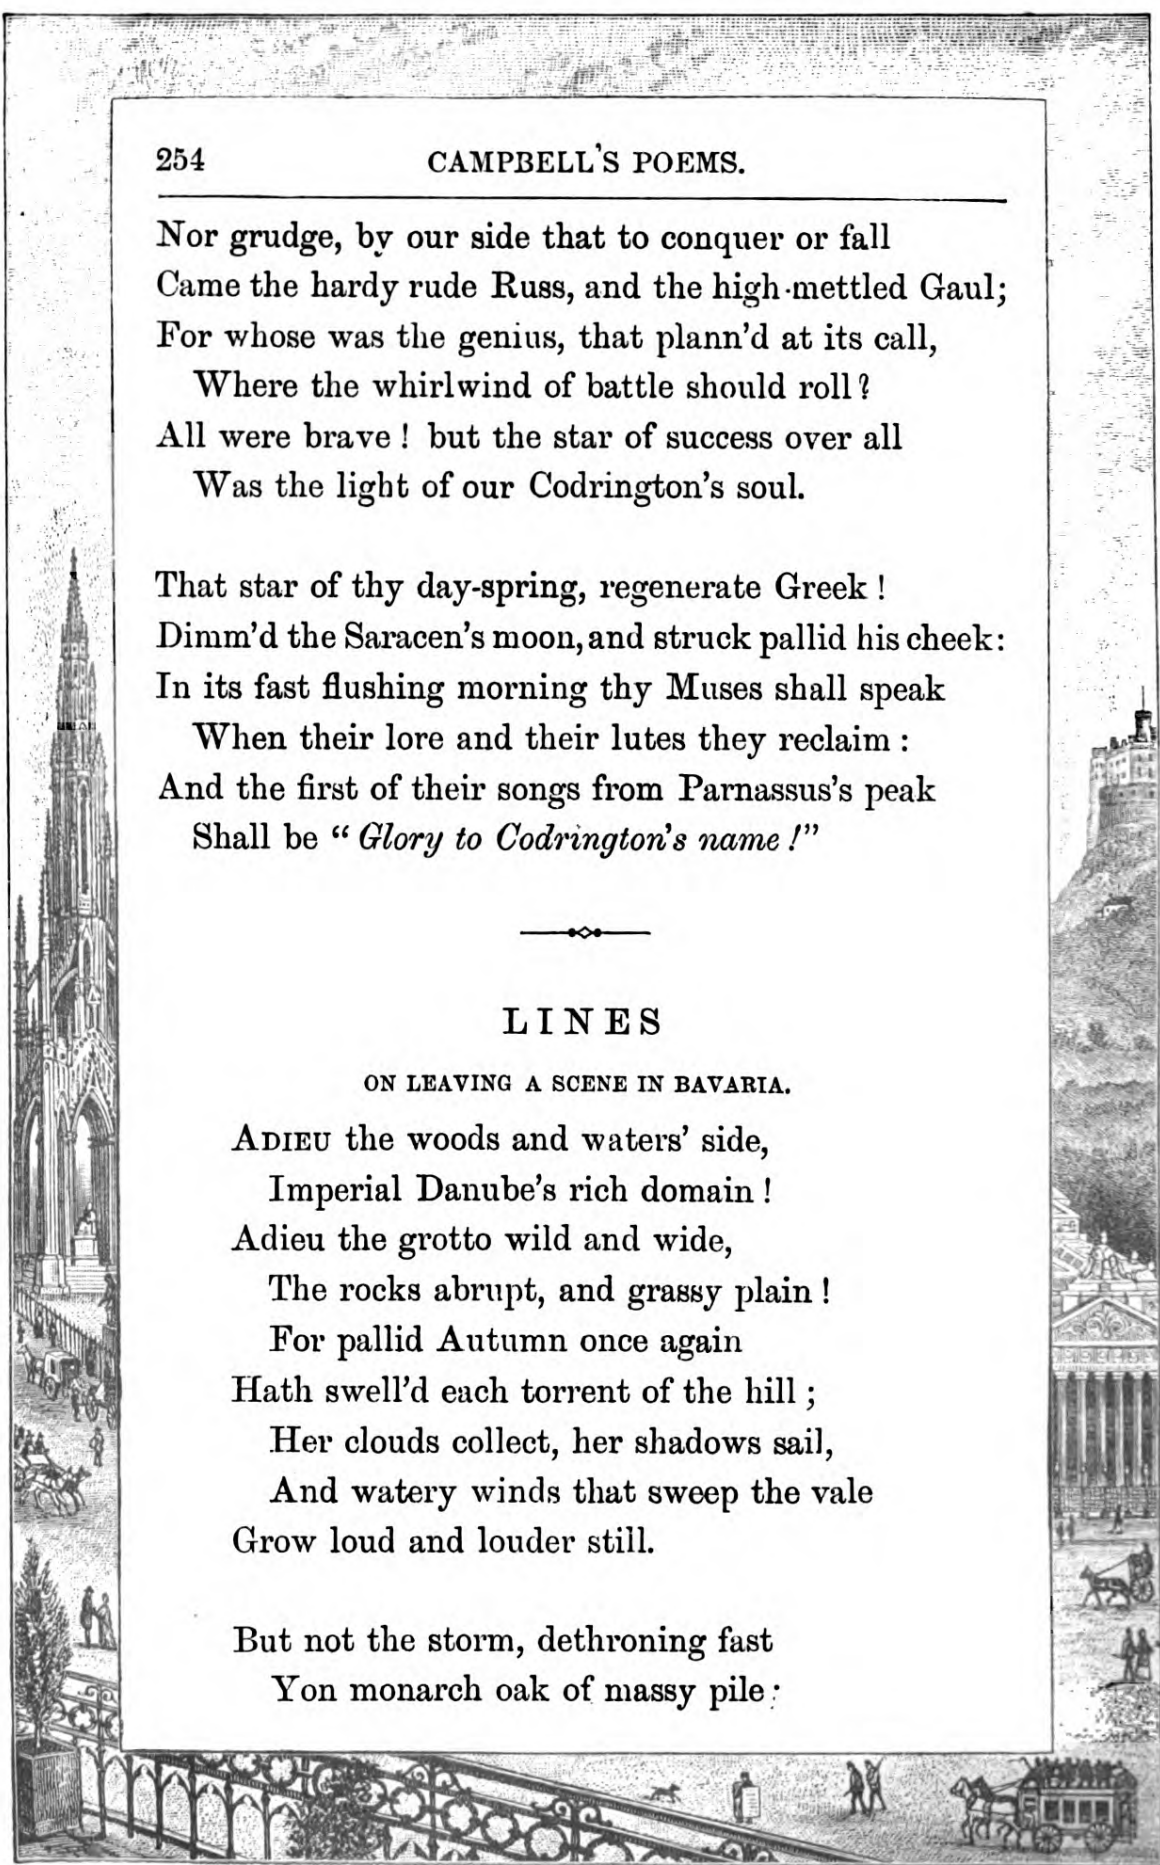 254 CAMPBELL'S POEMS.
Nor grudge, by our side that to conquer or fall
Came the hardy rude Russ, and the high-mettled Gaul;
For whose was the genius, that plann'd at its call,
Where the whirlwind of battle should roll?
All were brave! but the star of success over all
Was the light of our Codrington's soul.
That star of thy day-spring, regenerate Greek!
Dimm'd the Saracen's moon, and struck pallid his cheek:
In its fast flushing morning thy Muses shall speak
When their lore and their lutes they reclaim:
And the first of their songs from Parnassus's peak
Shall be "Glory to Codrington's name!"
LINES
ON LEAVING A SCENE IN BAVARIA.
ADIEU the woods and waters' side,
Imperial Danube's rich domain!
Adieu the grotto wild and wide,
The rocks abrupt, and grassy plain!
For pallid Autumn once again
Hath swell'd each torrent of the hill;
Her clouds collect, her shadows sail,
And watery winds that sweep the vale
Grow loud and louder still.
But not the storm, dethroning fast
Yon monarch oak of massy pile;